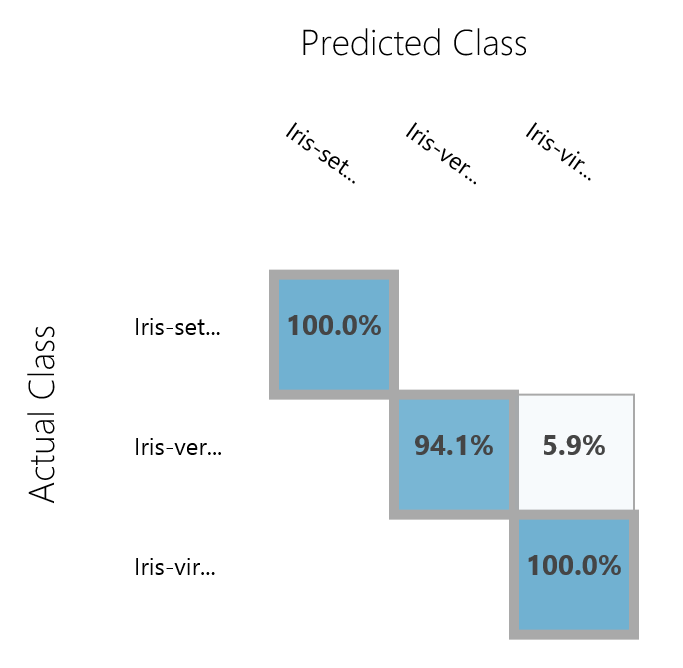 Predicted Class
Iris-set...
Iris-ver...
Iris-vir...
Actual Class
Iris-set...
100.0%
Iris-ver...
94.1%
5.9%
Iris-vir...
100.0%